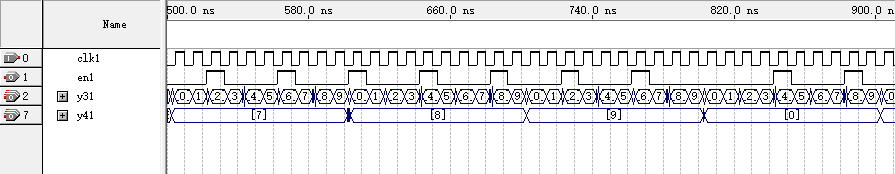 Name
500.0 ns 580.0 ns 660.0 ns 740.0 ns 820.0 ns 900.0 ns
0 clk1
1 en1
2 y31 0 1 2 3 4 5 6 7 8 9 0 1 2 3 4 5 6 7 8 9 0 1 2 3 4 5 6 7 8 9 0 1 2 3 4 5 6 7 8 9 0
7 y41 [7] [8] [9] [0]